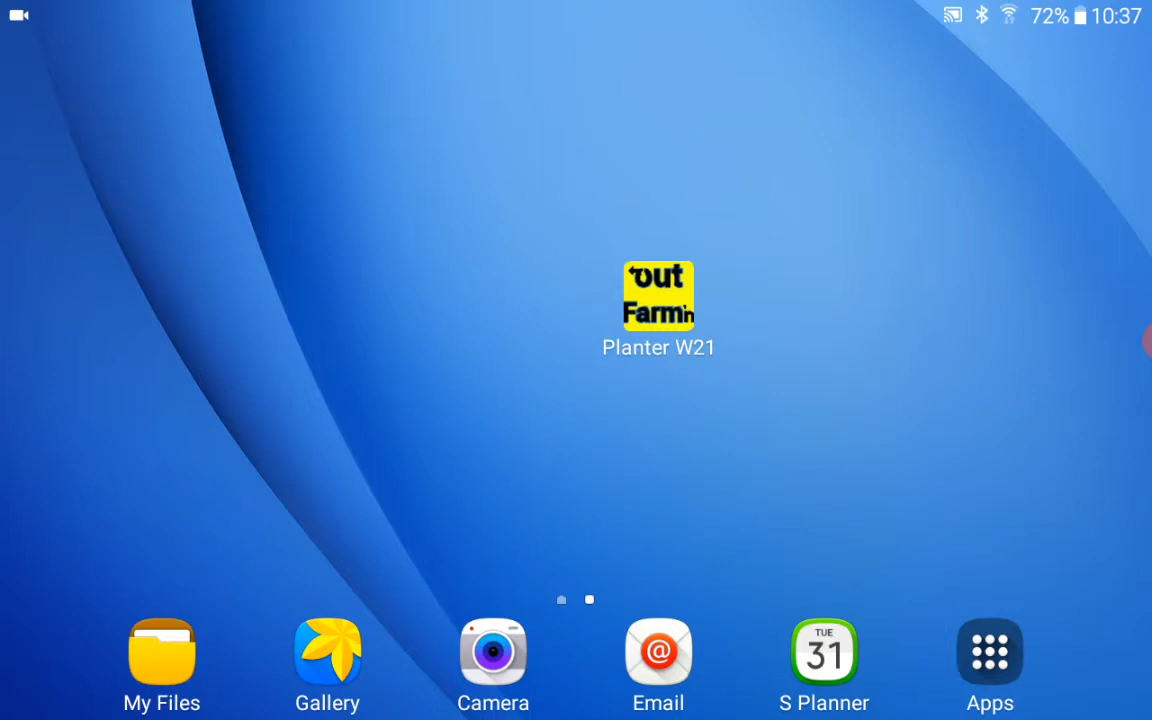 72% 10:37
out
Farm'n
Planter W21
@
TUE
31
My Files Gallery Camera Email S Planner Apps